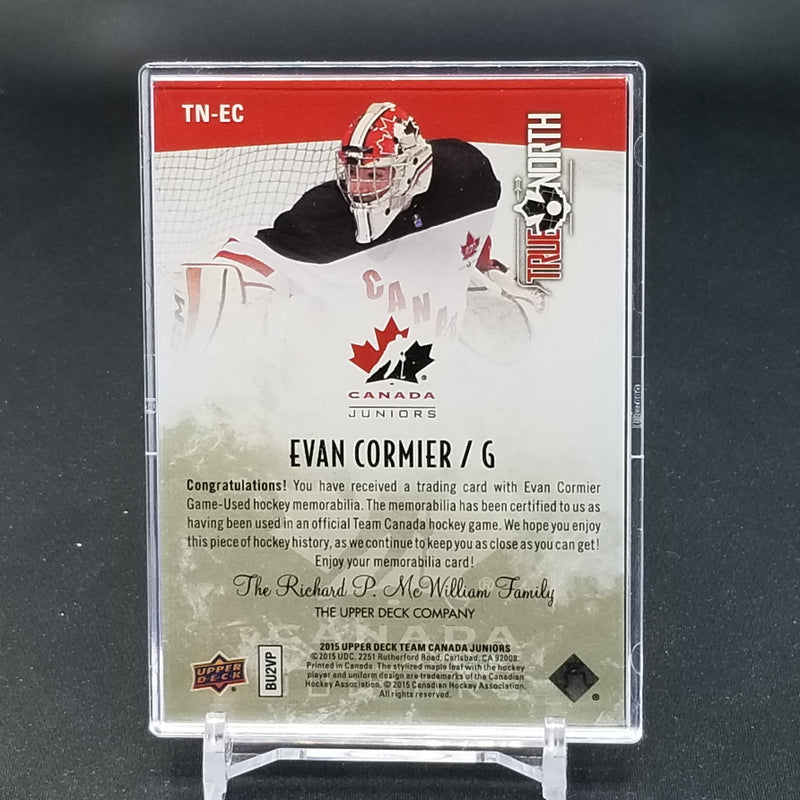 TN-EC
TRUE NORTH
CANA
CANADA
JUNIORS
EVAN CORMIER / G
Congratulations! You have received a trading card with Evan Cormier
Game-Used hockey memorabilia. The memorabilia has been certified to us as
having been used in an official Team Canada hockey game. We hope you enjoy
this piece of hockey history, as we continue to keep you as close as you can get!
Enjoy your memorabilia card!
The Richard P. McWilliam Family
THE UPPER DECK COMPANY
CANADA
2015 UPPER DECK TEAM CANADA JUNIORS
©2015 UDC. 2251 Rutherford Road, Carlsbad, CA 92008.
Printed in Canada. The stylized maple leaf with the hockey
player and uniform design are trademarks of the Canadian
Hockey Association. © 2015 Canadian Hockey Association.
All rights reserved.
UPPER DECK
BU2VP